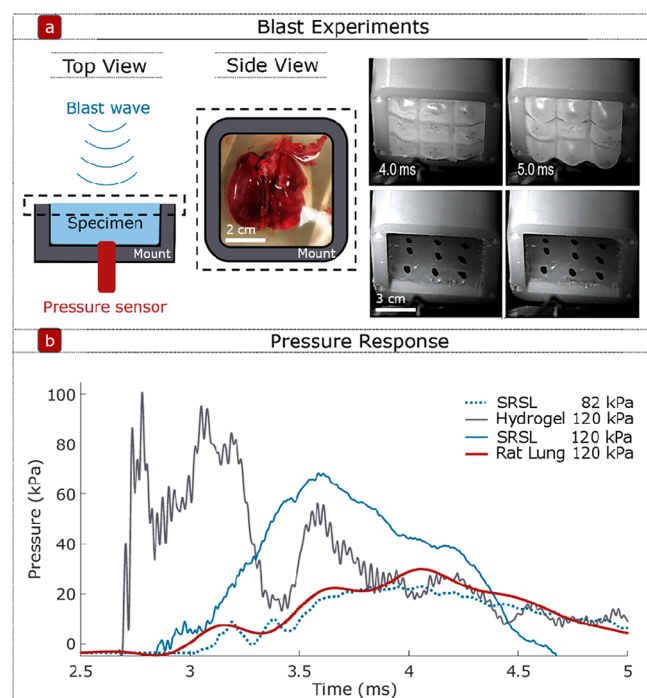 a
Blast Experiments
Top View
Side View
Blast wave
Specimen
Mount
Pressure sensor
2 cm
Mount
4.0 ms
5.0 ms
3 cm
b
Pressure Response
SRSL 82 kPa
Hydrogel 120 kPa
SRSL 120 kPa
Rat Lung 120 kPa
Pressure (kPa)
100
80
60
40
20
0
2.5
3
3.5
4
4.5
5
Time (ms)